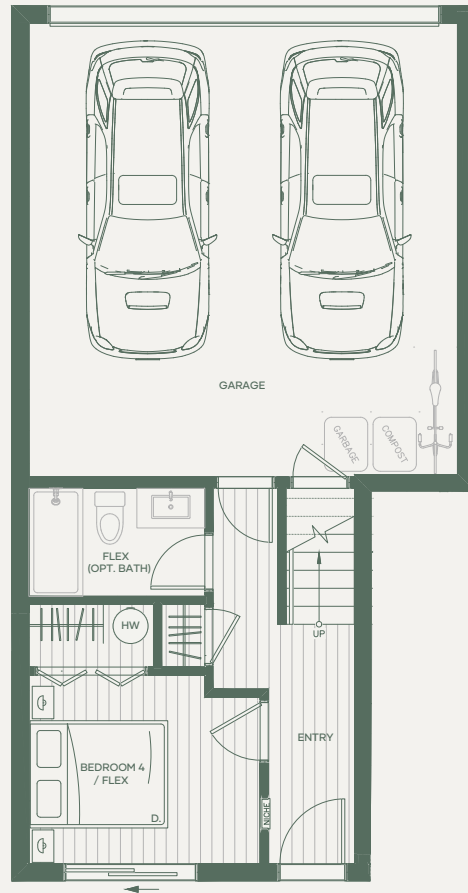 GARAGE
GARBAGE
COMPOST
FLEX
(OPT. BATH)
HW
UP
ENTRY
BEDROOM 4
/ FLEX
D.
NICHE